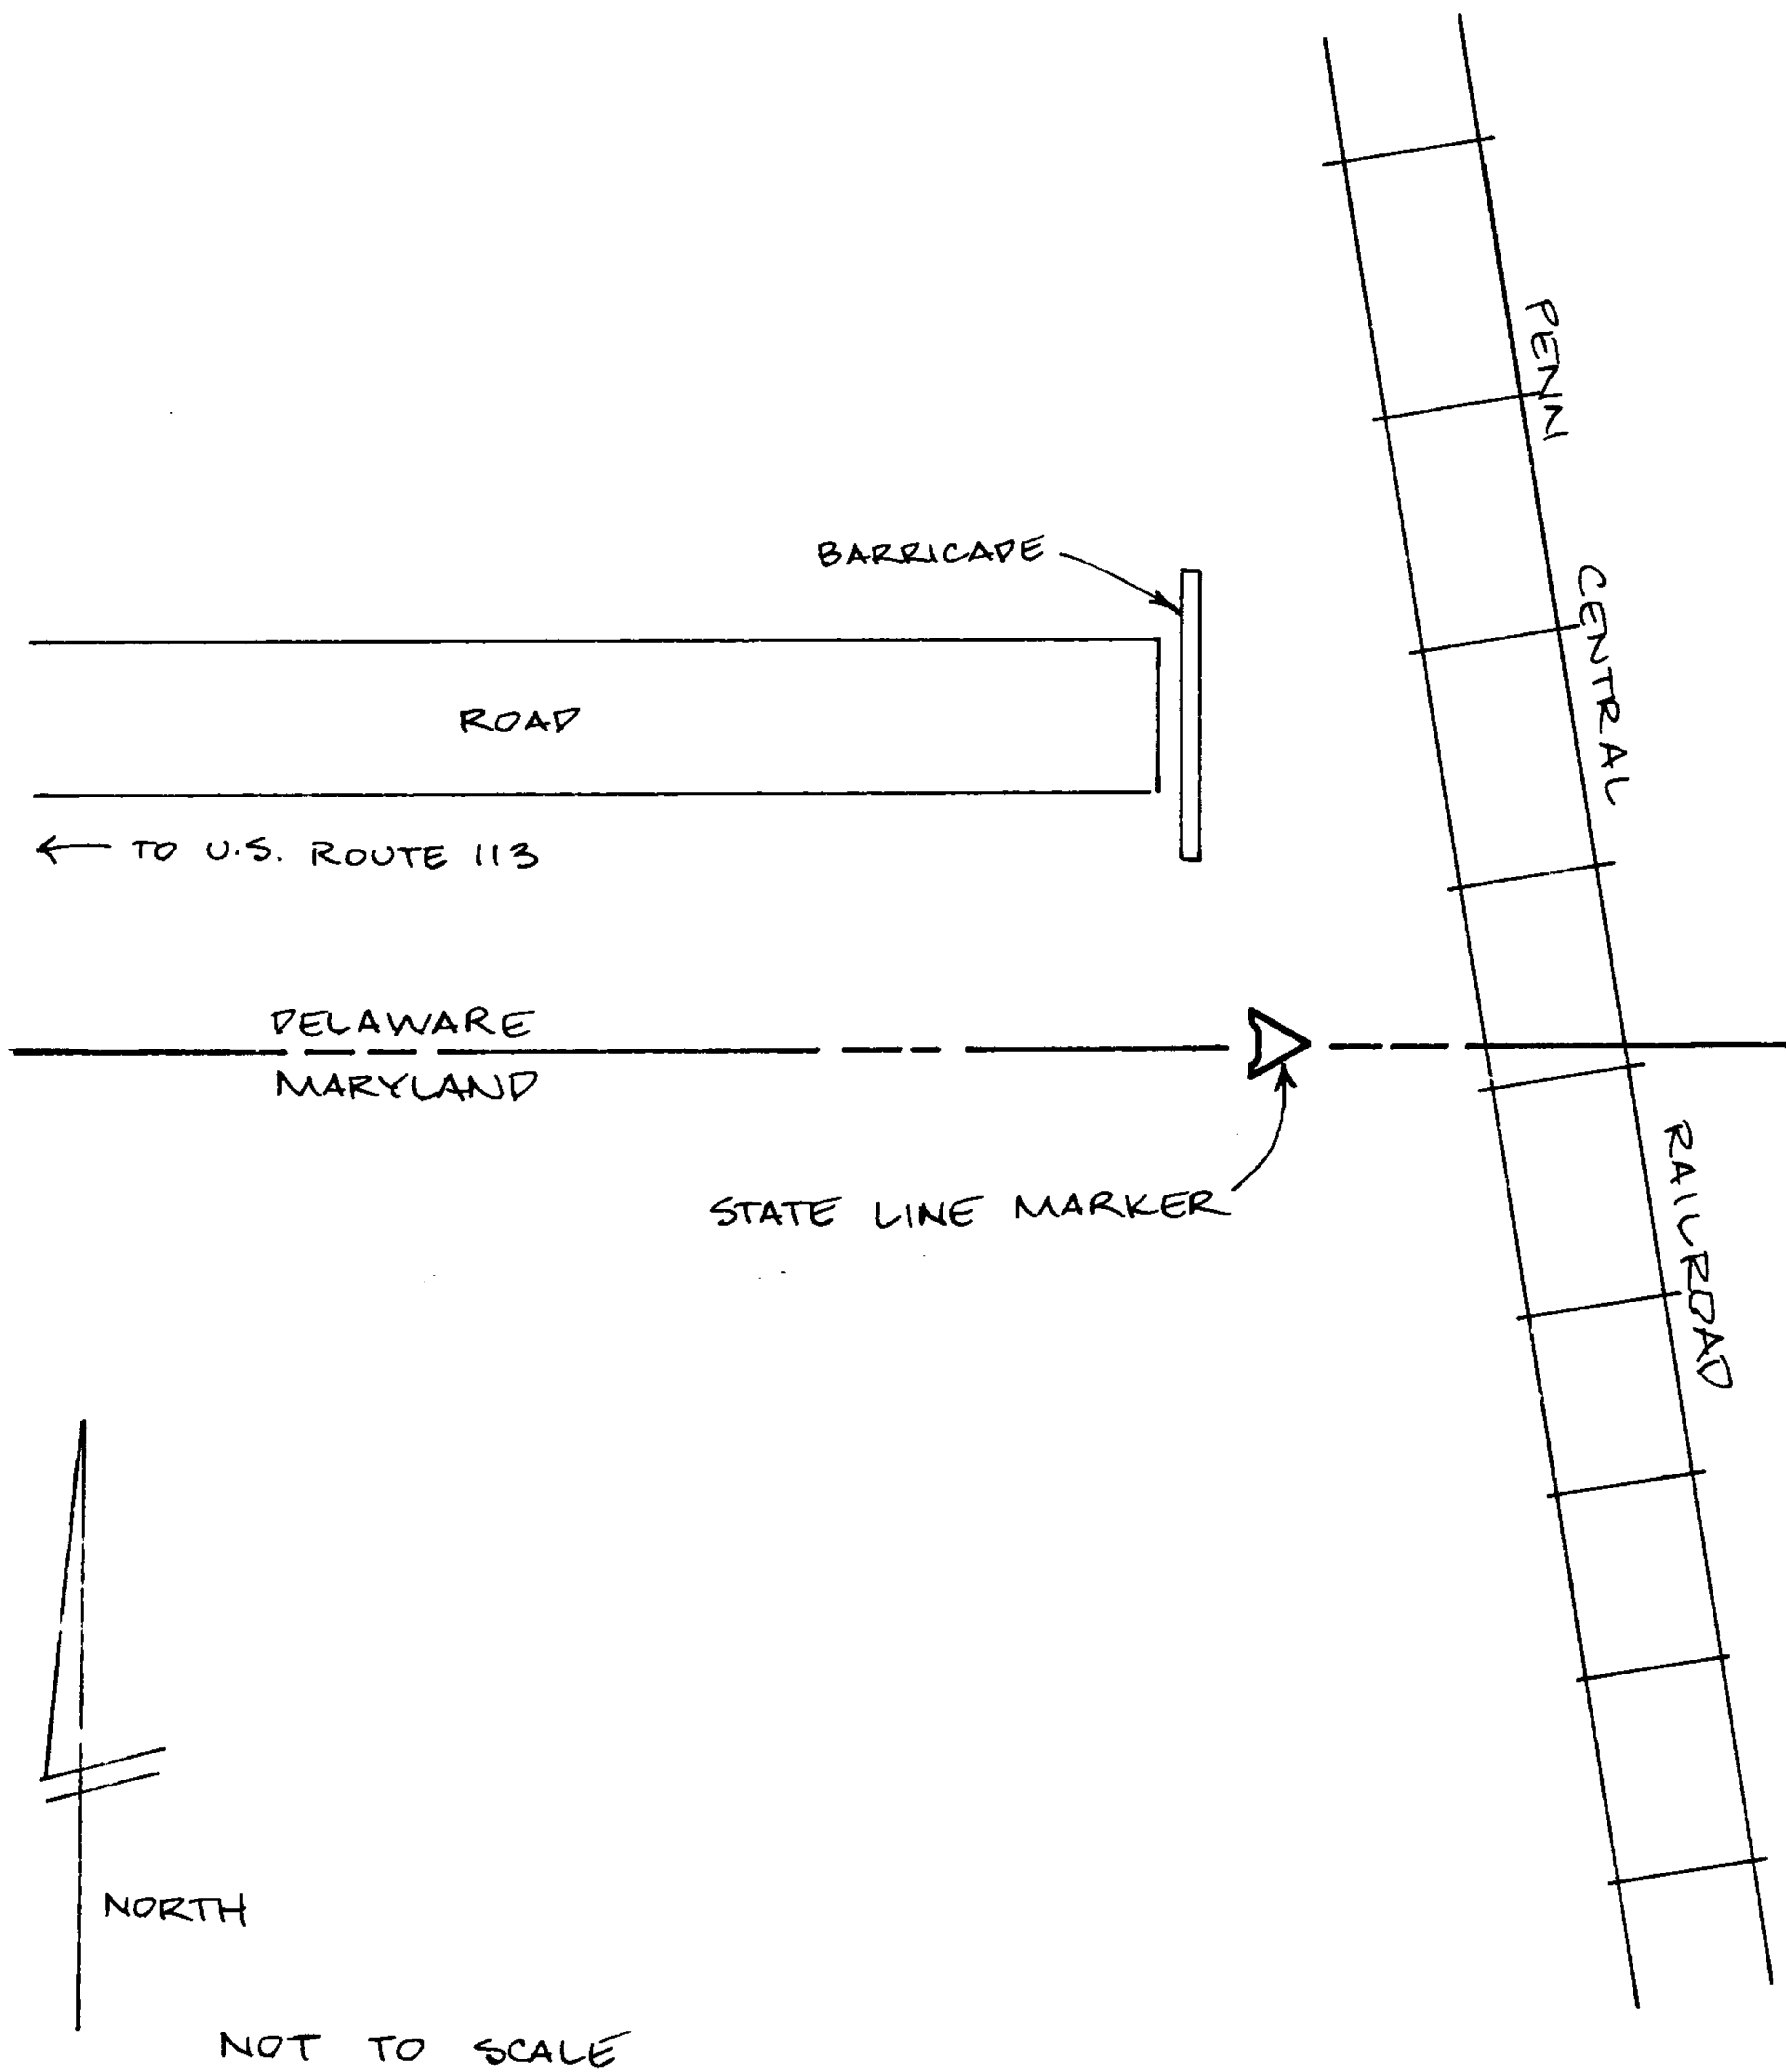 PENN CENTRAL RAILROAD
BARRICADE
ROAD
← TO U.S. ROUTE 113
DELAWARE
MARYLAND
STATE LINE MARKER
NORTH
NOT TO SCALE